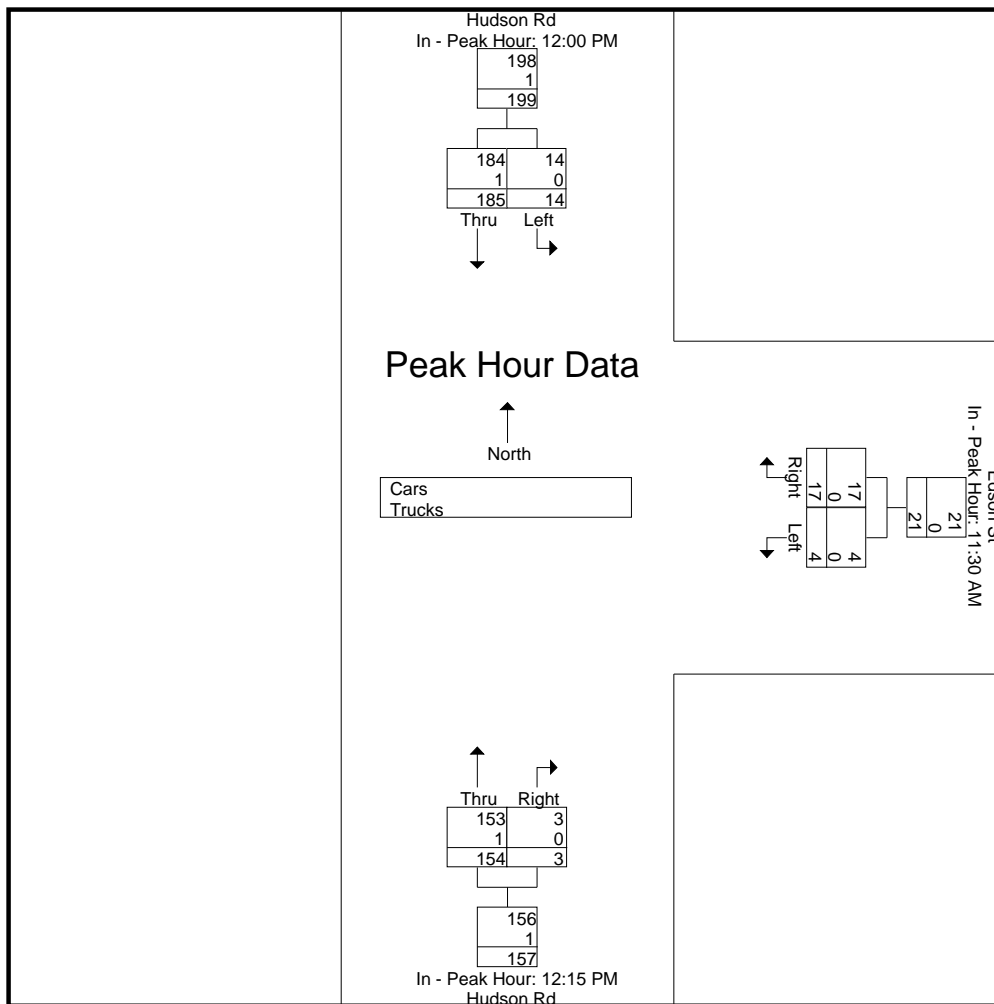 Hudson Rd
In - Peak Hour: 12:00 PM
198
1
199
184 14
1 0
185 14
Thru Left
Peak Hour Data
North
Cars
Trucks
In - Peak Hour: 11:30 AM
21
0
21
Right
17
0
17
Left
4
0
4
Thru Right
153 3
1 0
154 3
156
1
157
In - Peak Hour: 12:15 PM
Hudson Rd